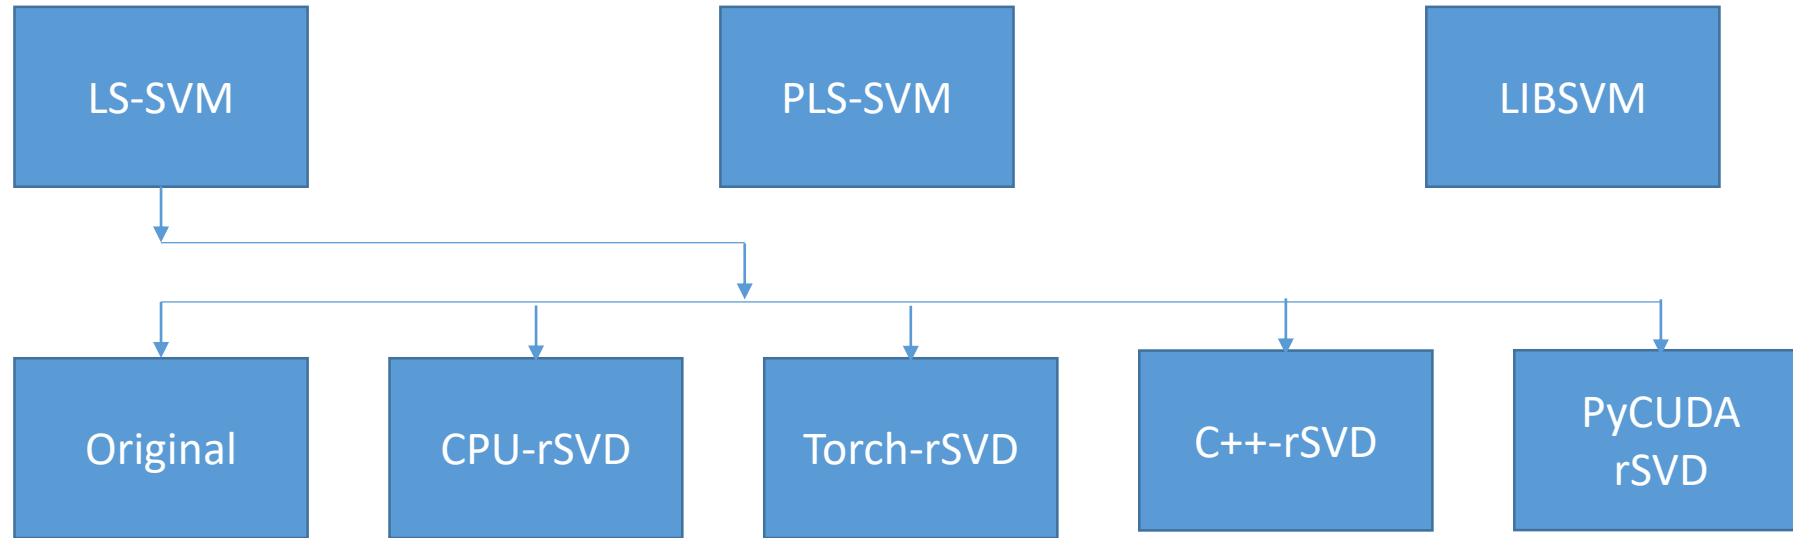 LS-SVM
PLS-SVM
LIBSVM
Original
CPU-rSVD
Torch-rSVD
C++-rSVD
PyCUDA
rSVD